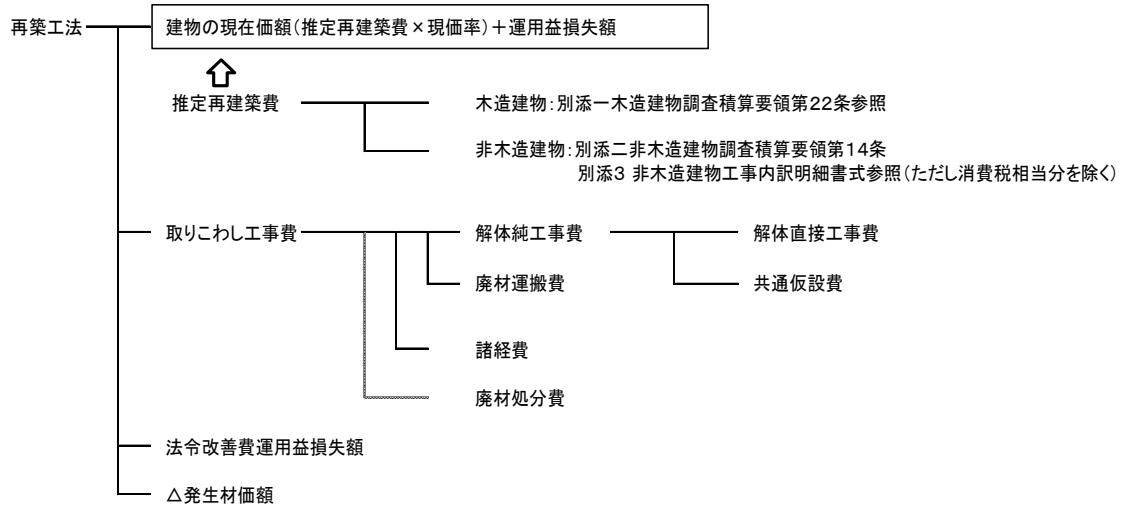 再築工法
建物の現在価額(推定再建築費×現価率)+運用益損失額
推定再建築費
木造建物:別添一木造建物調査積算要領第22条参照
非木造建物:別添二非木造建物調査積算要領第14条
別添3 非木造建物工事内訳明細書式参照(ただし消費税相当分を除く)
取りこわし工事費
解体純工事費
解体直接工事費
廃材運搬費
共通仮設費
諸経費
廃材処分費
法令改善費運用益損失額
△発生材価額